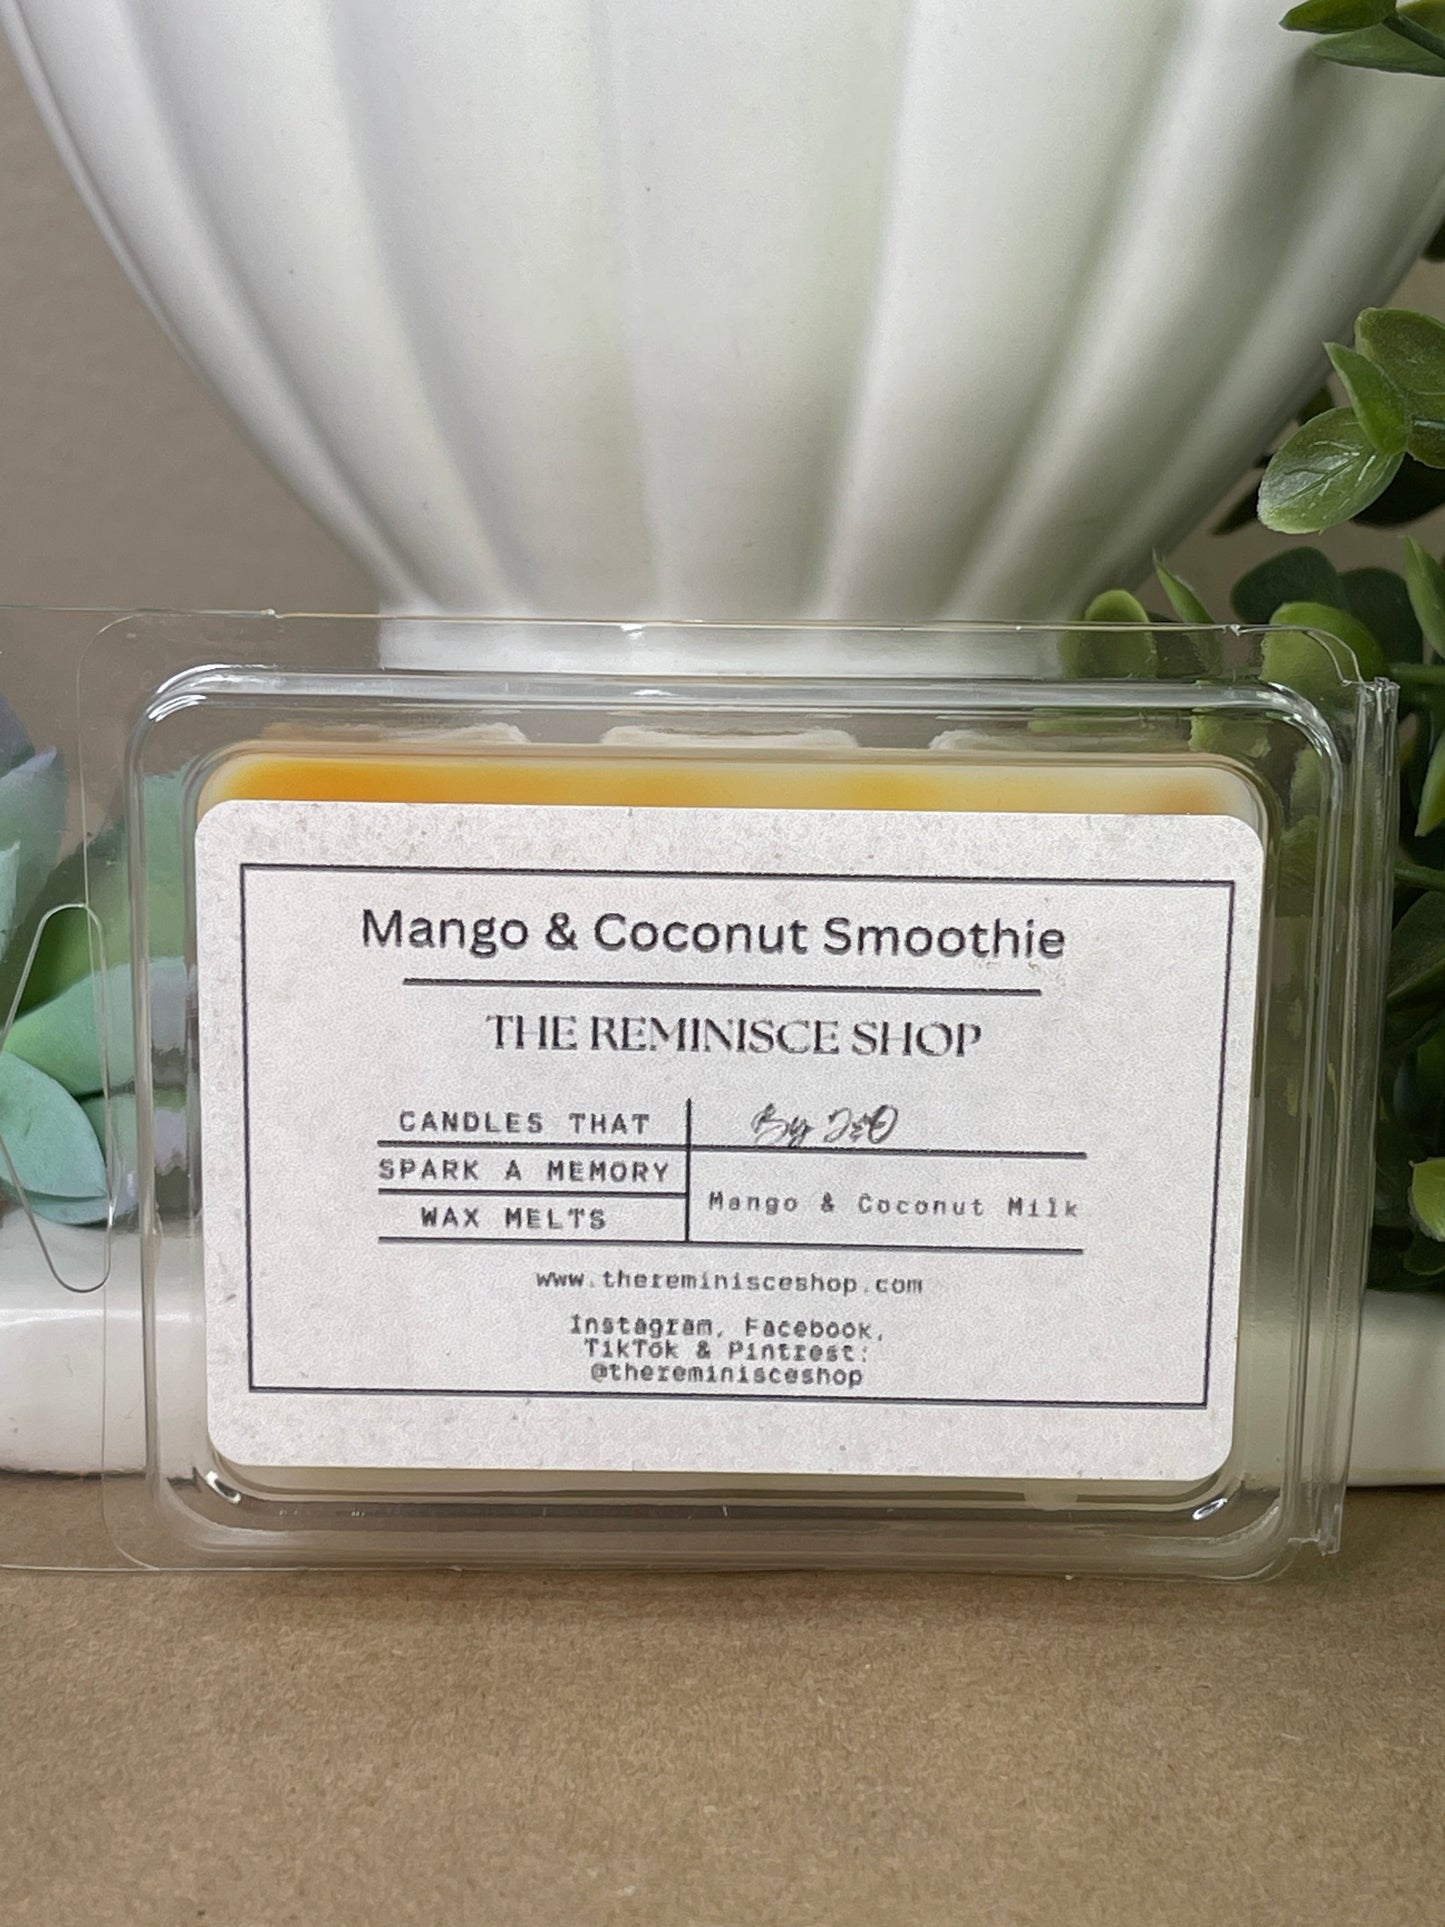 Mango & Coconut Smoothie
THE REMINISCE SHOP
CANDLES THAT
SPARK A MEMORY
WAX MELTS
By J&O
Mango & Coconut Milk
www.thereminisceshop.com
Instagram, Facebook,
TikTok & Pintrest:
@thereminisceshop